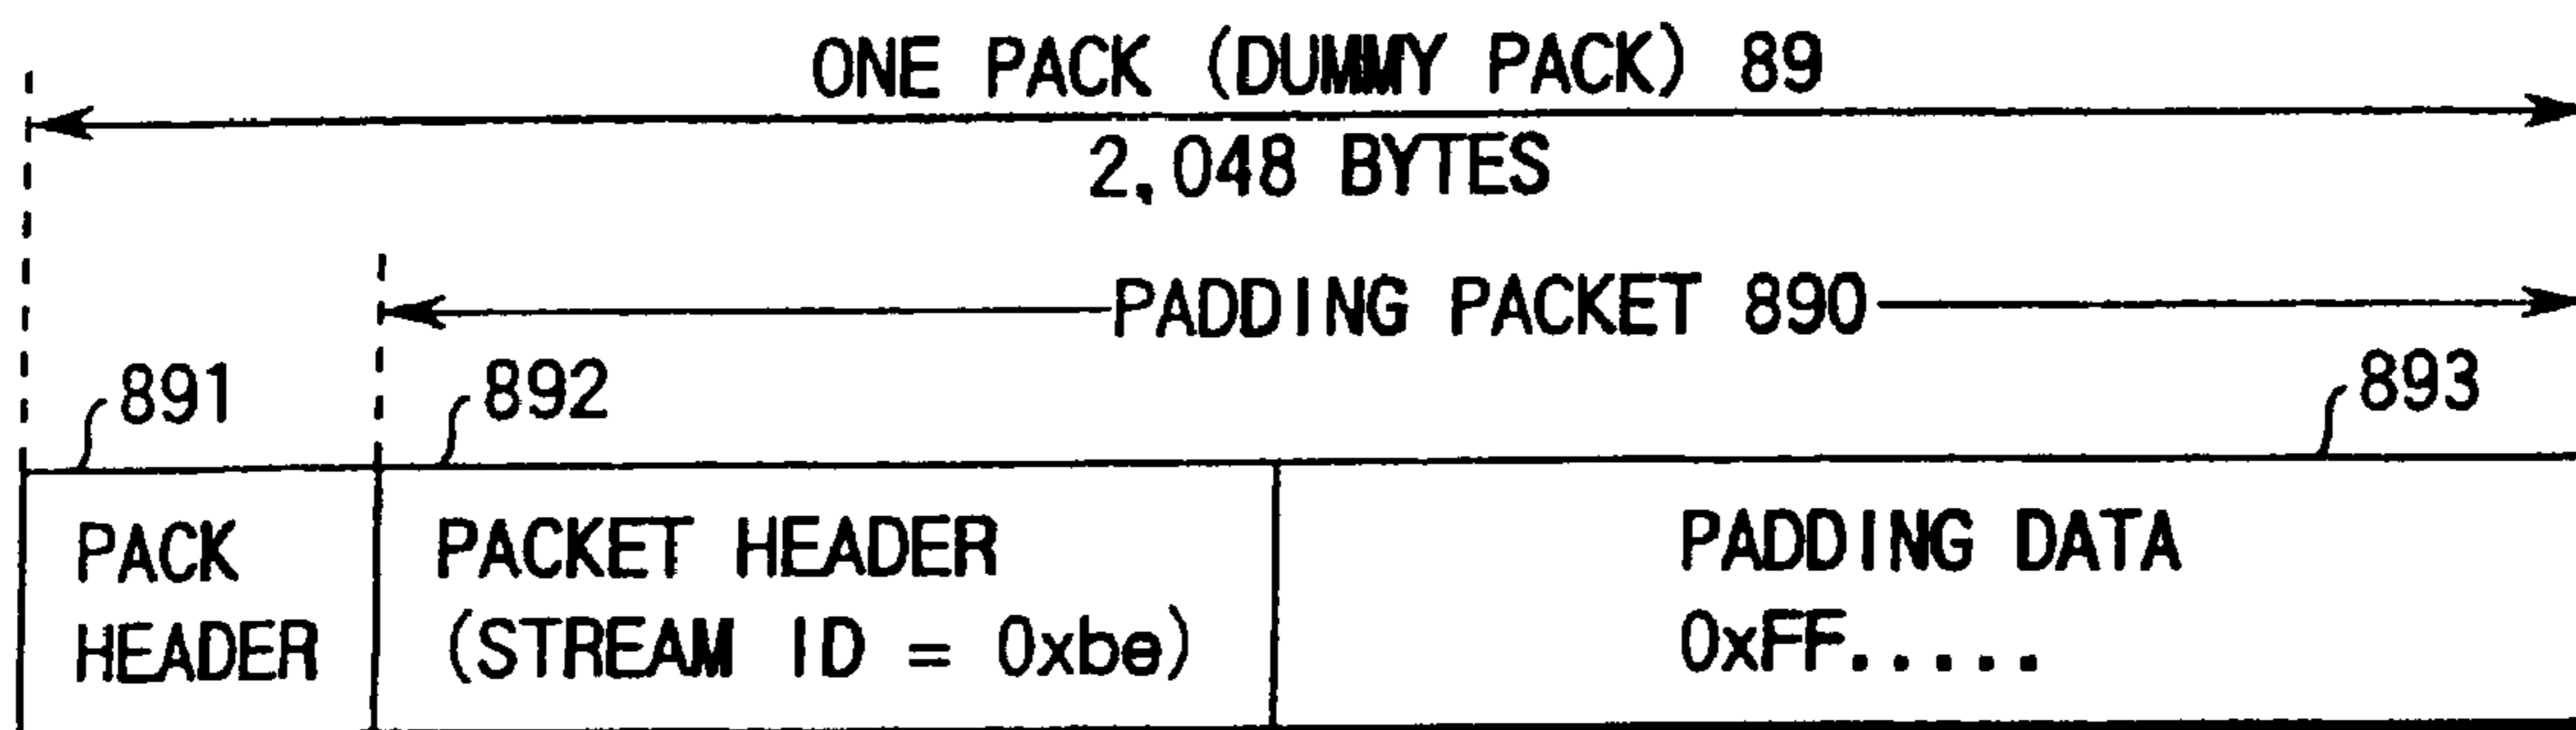 ONE PACK (DUMMY PACK) 89
2,048 BYTES
PADDING PACKET 890
891
892
893
PACK
HEADER
PACKET HEADER
(STREAM ID = 0xbe)
PADDING DATA
0xFF.....